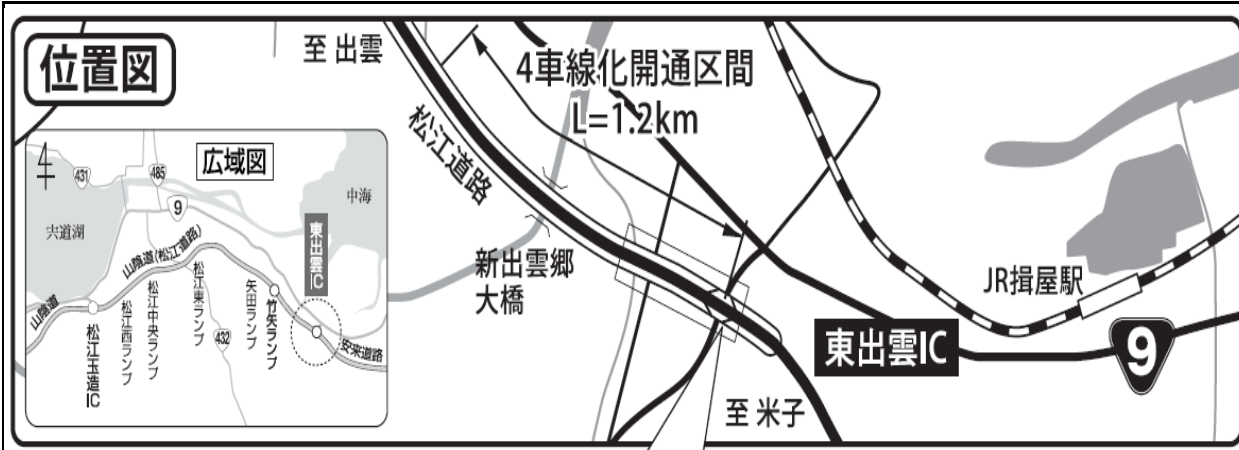 位置図
至 出雲
4車線化開通区間
L=1.2km
松江道路
新出雲郷
大橋
JR揖屋駅
東出雲IC
9
至 米子
広域図
431
485
9
中海
宍道湖
東出雲IC
山陰道(松江道路)
山陰道
松江玉造IC
松江西ランプ
松江中央ランプ
松江東ランプ
432
矢田ランプ
竹矢ランプ
安来道路